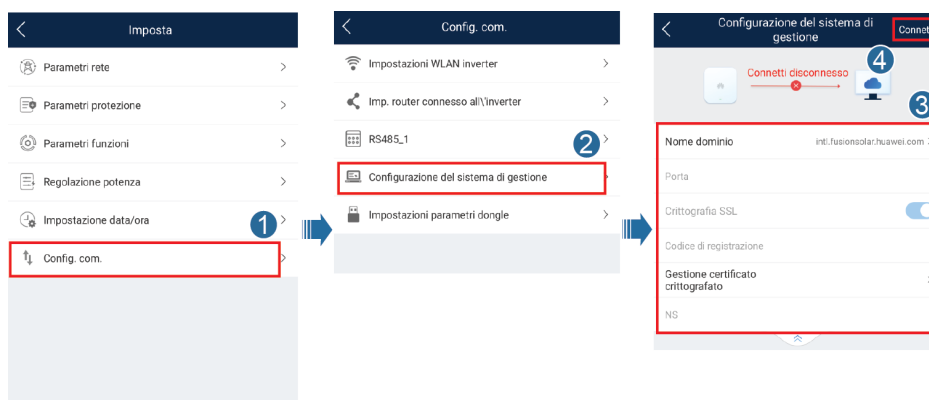 Imposta
Parametri rete
Parametri protezione
Parametri funzioni
Regolazione potenza
Impostazione data/ora
1
Config. com.
Config. com.
Impostazioni WLAN inverter
Imp. router connesso all\'inverter
RS485_1
2
Configurazione del sistema di gestione
Impostazioni parametri dongle
Configurazione del sistema di
gestione
Connet
4
Connetti disconnesso
3
Nome dominio
intl.fusionsolar.huawei.com
Porta
Crittografia SSL
Codice di registrazione
Gestione certificato
crittografato
NS